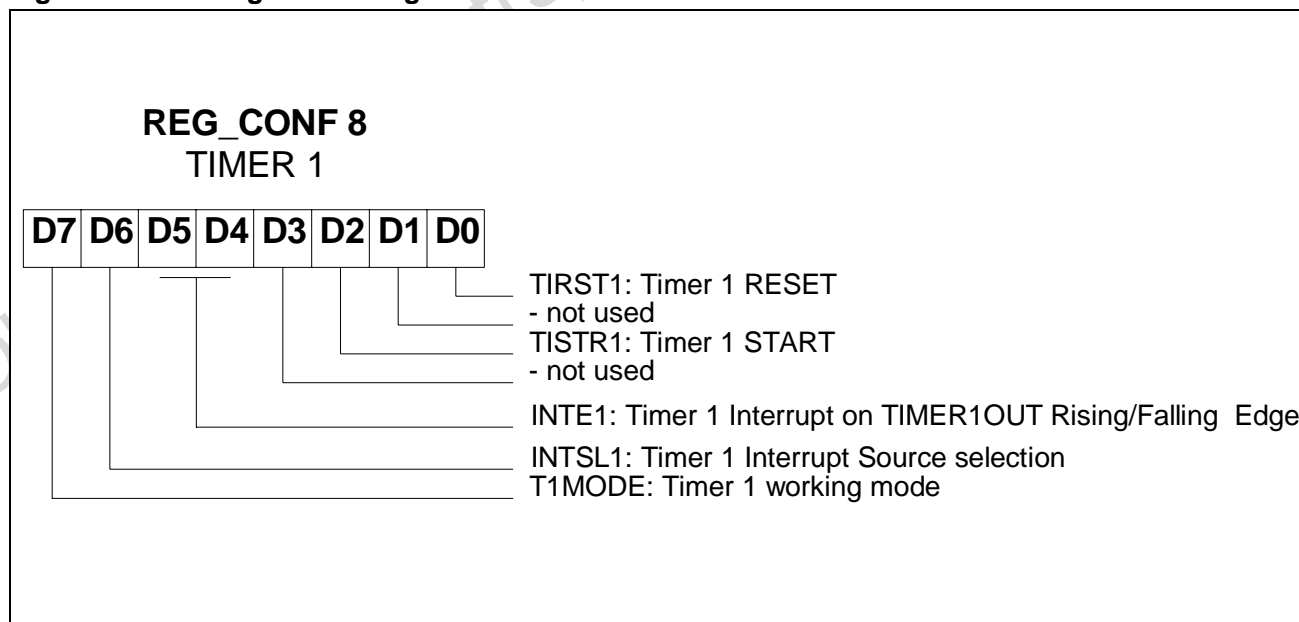 REG_CONF 8
TIMER 1
D7 D6 D5 D4 D3 D2 D1 D0
TIRST1: Timer 1 RESET
- not used
TISTR1: Timer 1 START
- not used
INTE1: Timer 1 Interrupt on TIMER1OUT Rising/Falling Edge
INTSL1: Timer 1 Interrupt Source selection
T1MODE: Timer 1 working mode